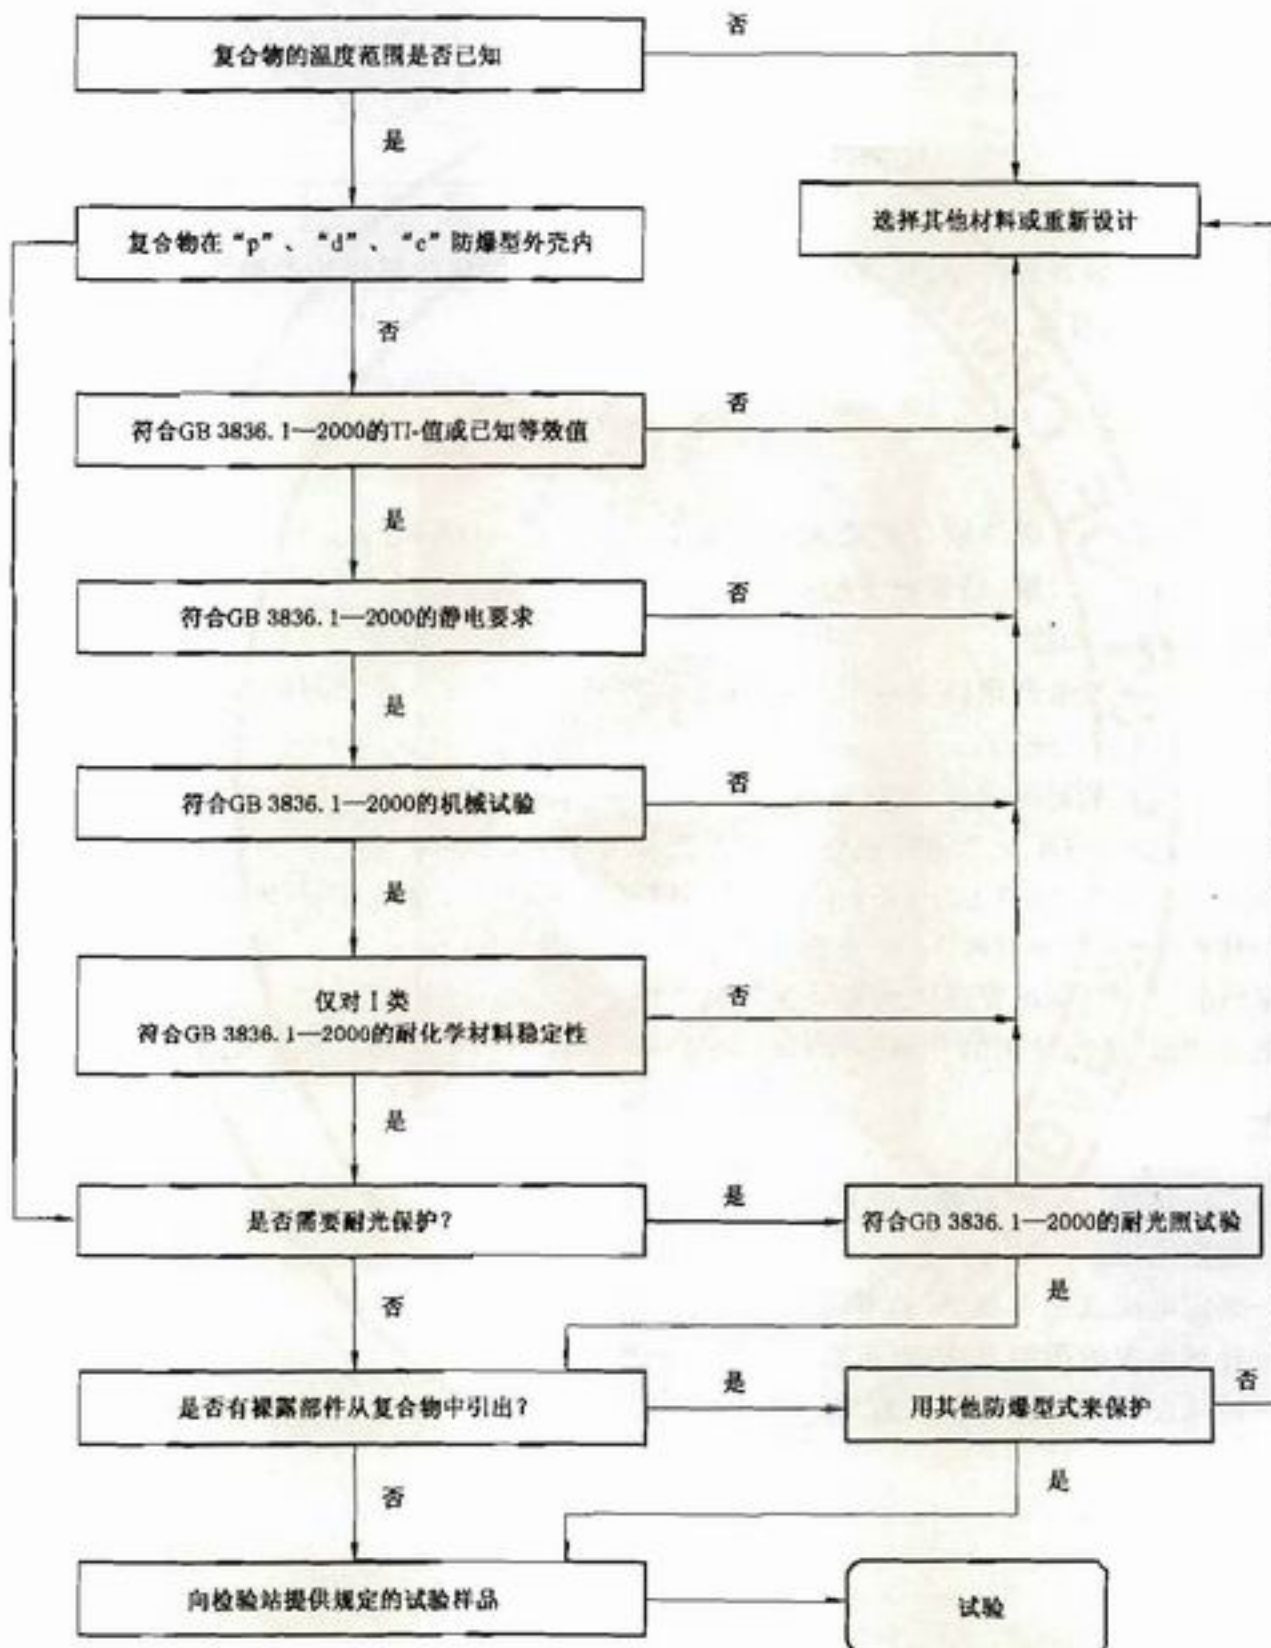 复合物的温度范围是否已知
否
是
选择其他材料或重新设计
复合物在“p”、“d”、“e”防爆型外壳内
否
符合GB 3836.1—2000的TI-值或已知等效值
否
是
符合GB 3836.1—2000的静电要求
否
是
符合GB 3836.1—2000的机械试验
否
是
仅对Ⅰ类
符合GB 3836.1—2000的耐化学材料稳定性
否
是
是否需要耐光保护?
是
符合GB 3836.1—2000的耐光照试验
否
是
是否有裸露部件从复合物中引出?
是
用其他防爆型式来保护
否
否
是
向检验站提供规定的试验样品
试验